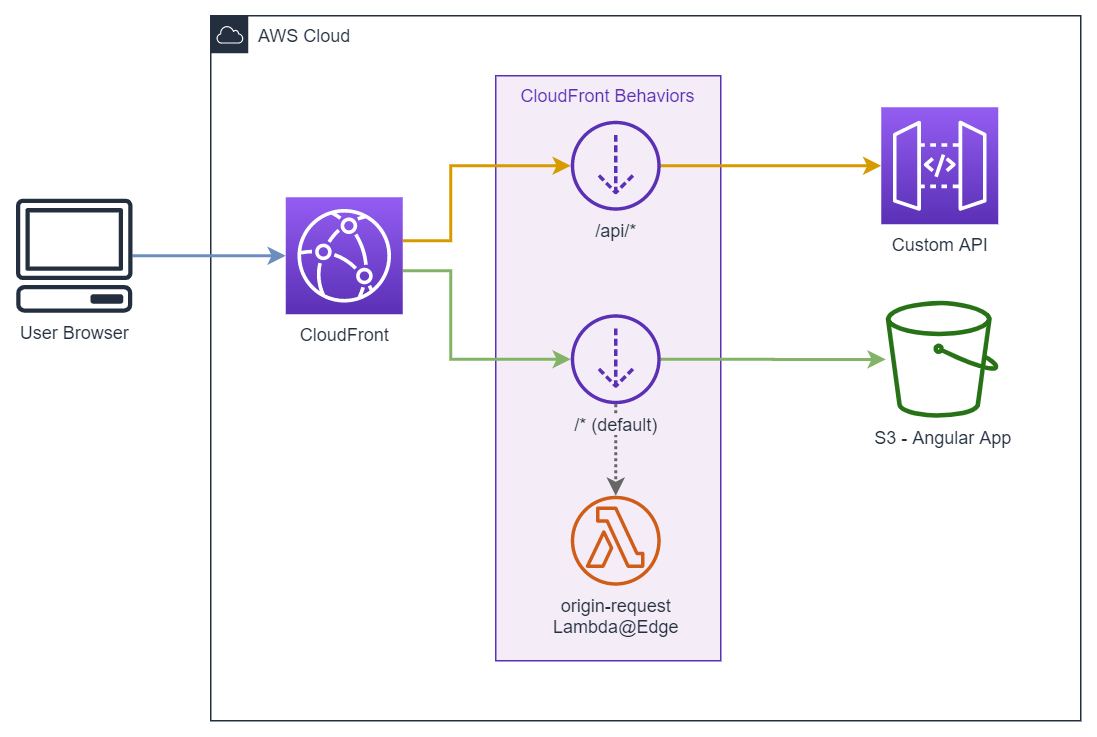 AWS Cloud
CloudFront Behaviors
/api/*
Custom API
User Browser
CloudFront
/* (default)
S3 - Angular App
origin-request
Lambda@Edge